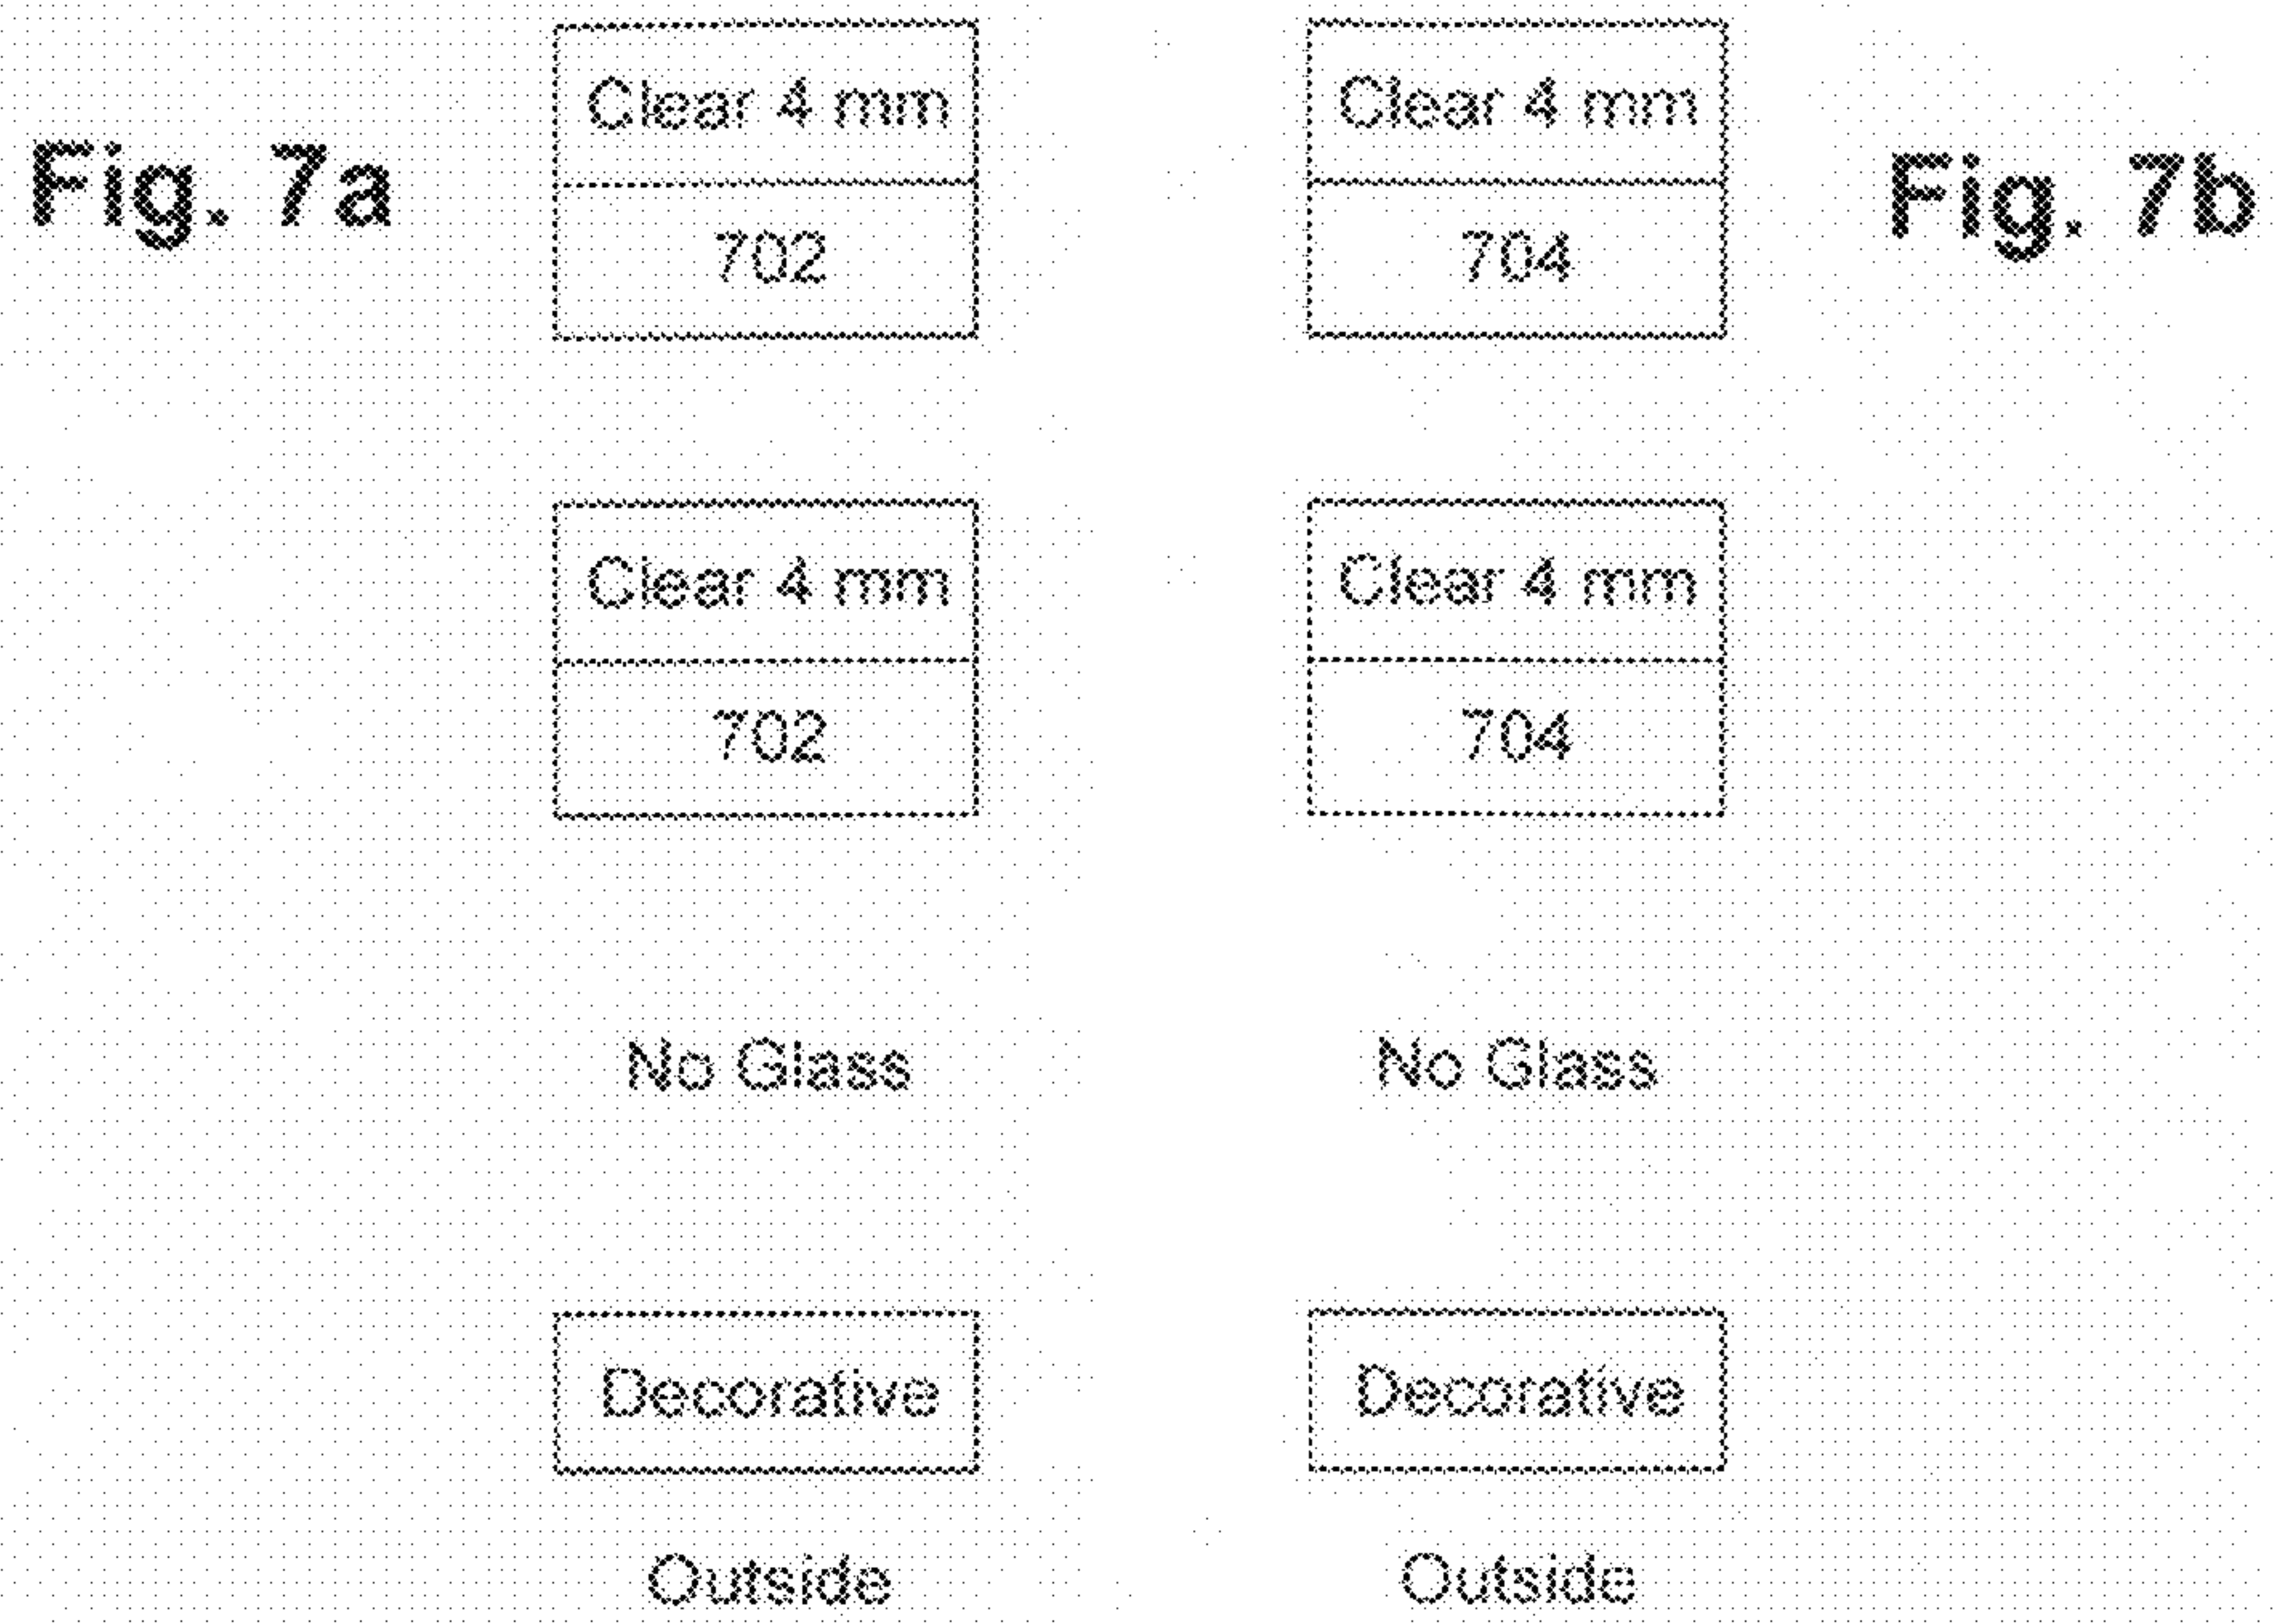 Fig. 7a
Clear 4 mm
702
Clear 4 mm
702
No Glass
Decorative
Outside
Clear 4 mm
704
Clear 4 mm
704
No Glass
Decorative
Outside
Fig. 7b